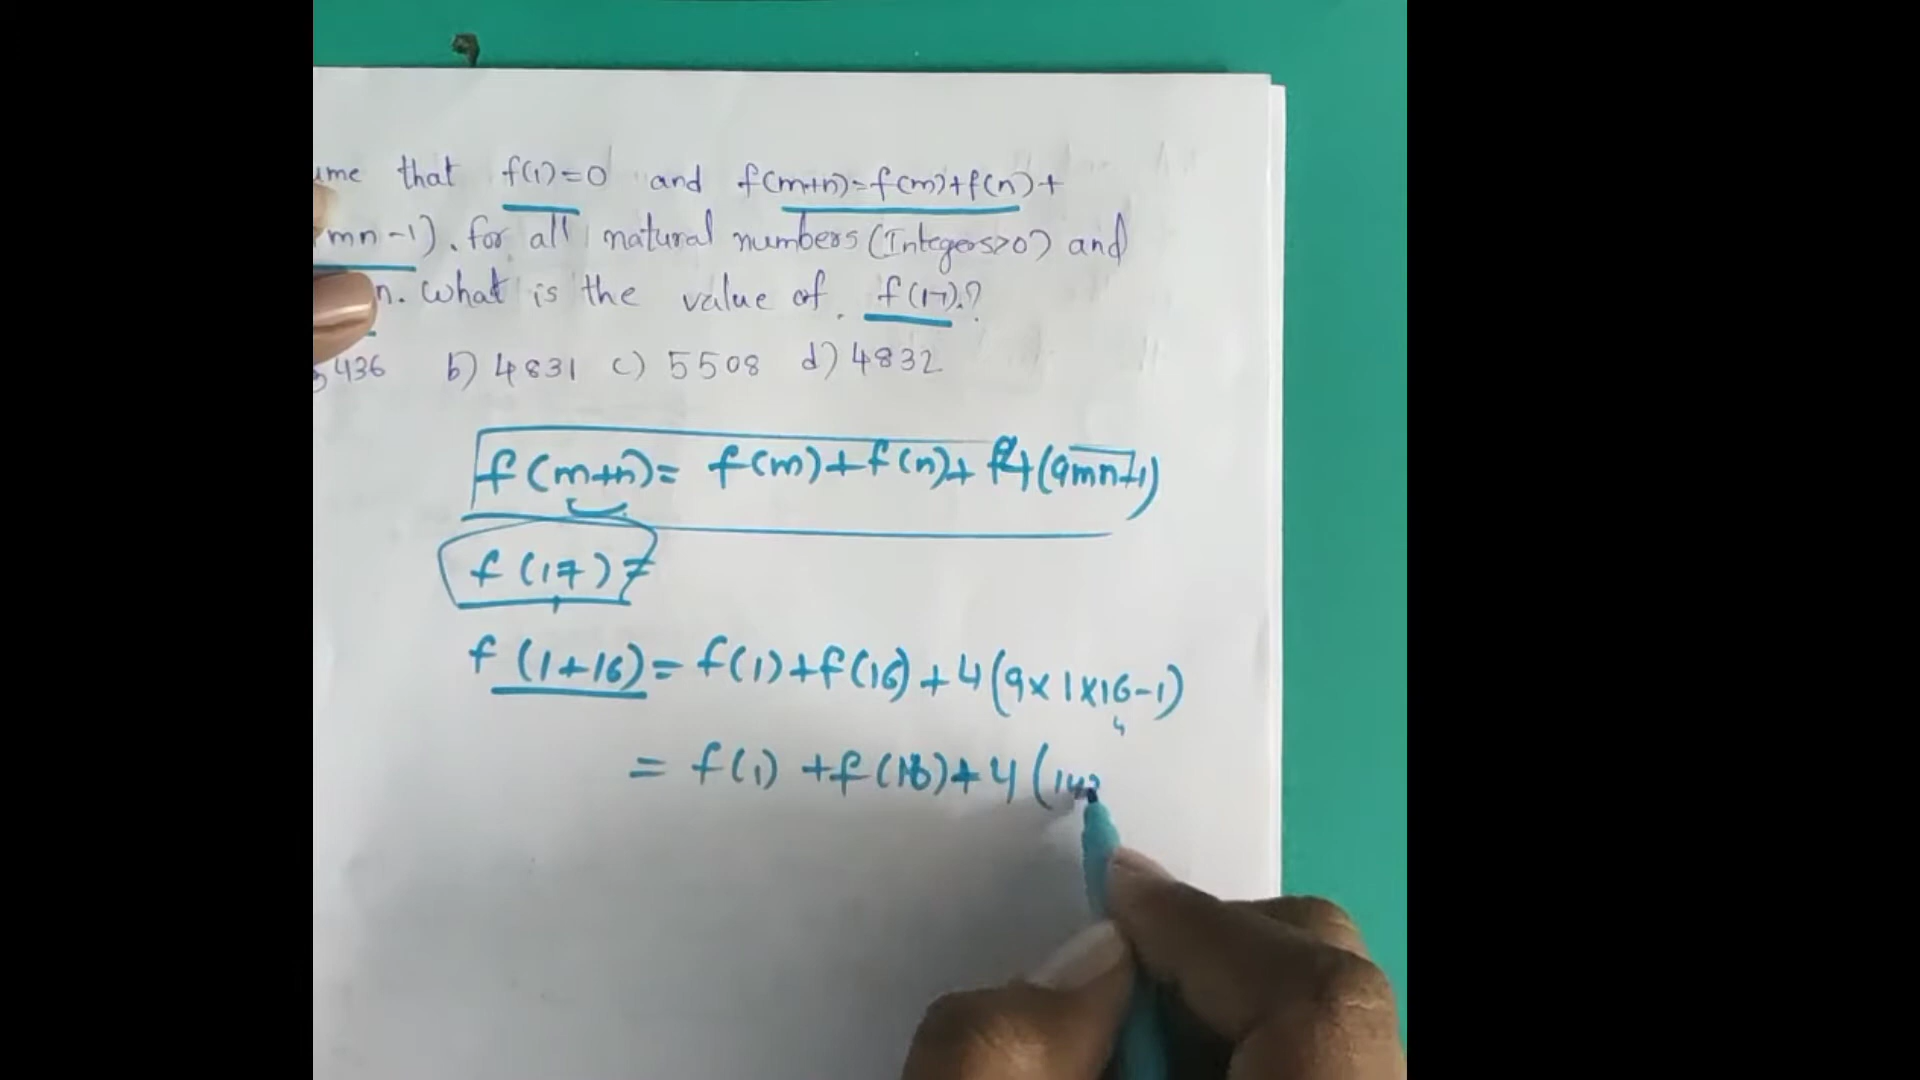 that f(1)=0 and f(m+n)=f(m)+f(n)+
mn-1). for all natural numbers (Integers>0) and
n. What is the value of f(17).?
436 b) 4831 c) 5508 d) 4832
f(m+n)= f(m)+f(n)+ 4(9mn-1)
f(17)=
f(1+16)= f(1)+f(16)+4(9×1×16-1)
= f(1)+f(16)+4(143